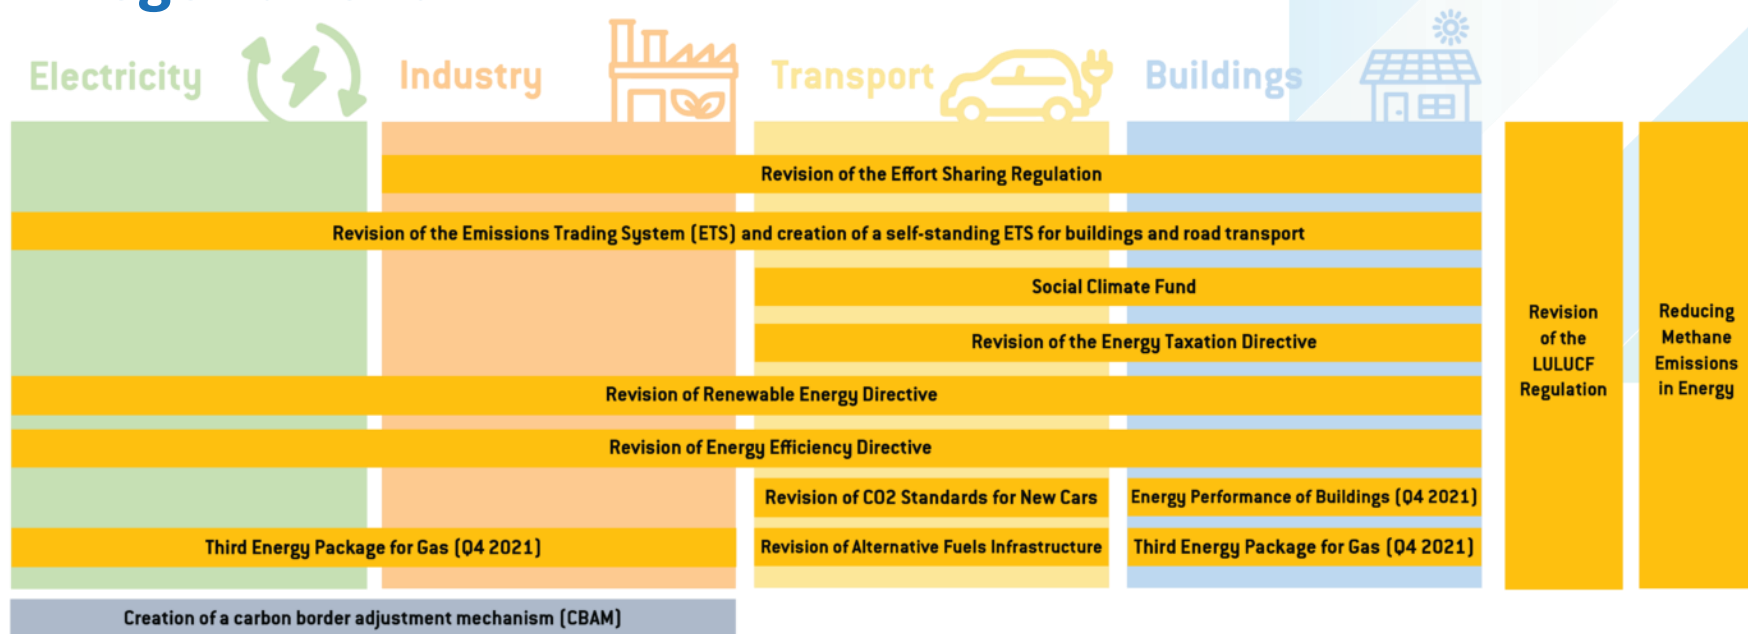 Electricity
Industry
Transport
Buildings
Revision of the Effort Sharing Regulation
Revision of the Emissions Trading System (ETS) and creation of a self-standing ETS for buildings and road transport
Social Climate Fund
Revision of the Energy Taxation Directive
Revision of Renewable Energy Directive
Revision of Energy Efficiency Directive
Revision of CO2 Standards for New Cars
Energy Performance of Buildings (Q4 2021)
Third Energy Package for Gas (Q4 2021)
Revision of Alternative Fuels Infrastructure
Third Energy Package for Gas (Q4 2021)
Creation of a carbon border adjustment mechanism (CBAM)
Revision
of the
LULUCF
Regulation
Reducing
Methane
Emissions
in Energy